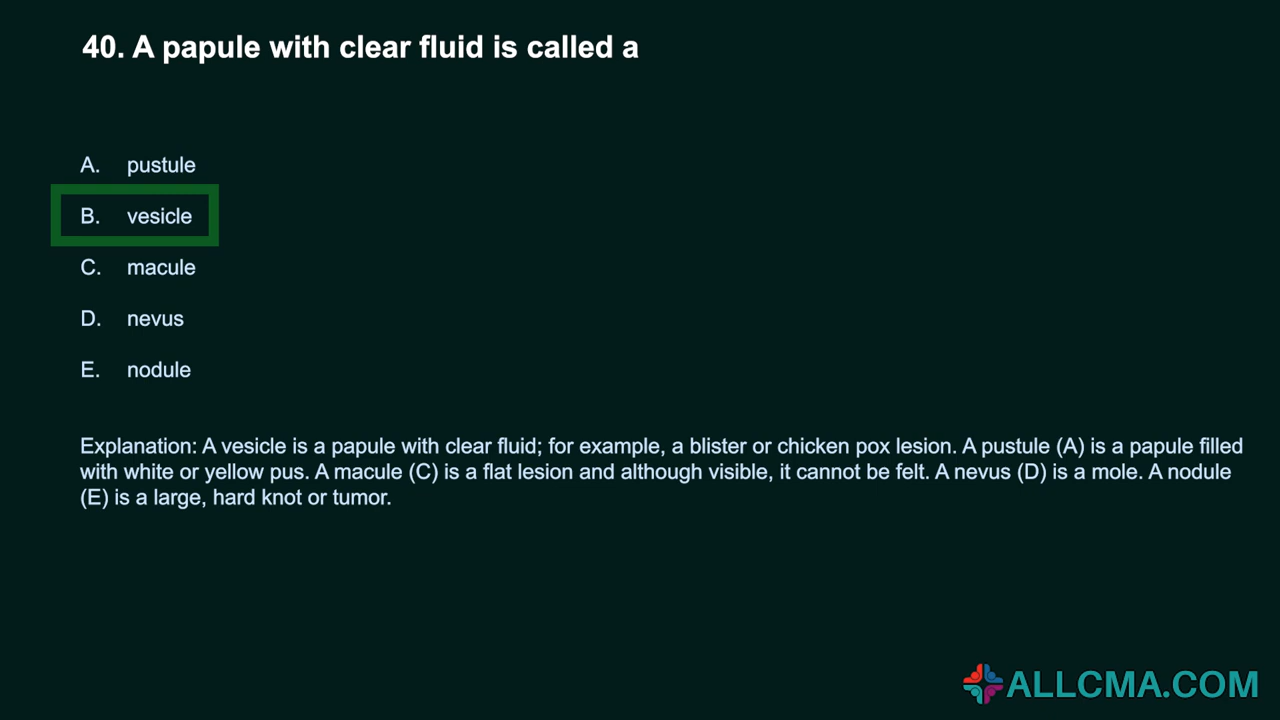 40. A papule with clear fluid is called a
A. pustule
B. vesicle
C. macule
D. nevus
E. nodule
Explanation: A vesicle is a papule with clear fluid; for example, a blister or chicken pox lesion. A pustule (A) is a papule filled
with white or yellow pus. A macule (C) is a flat lesion and although visible, it cannot be felt. A nevus (D) is a mole. A nodule
(E) is a large, hard knot or tumor.
ALLCMA.COM